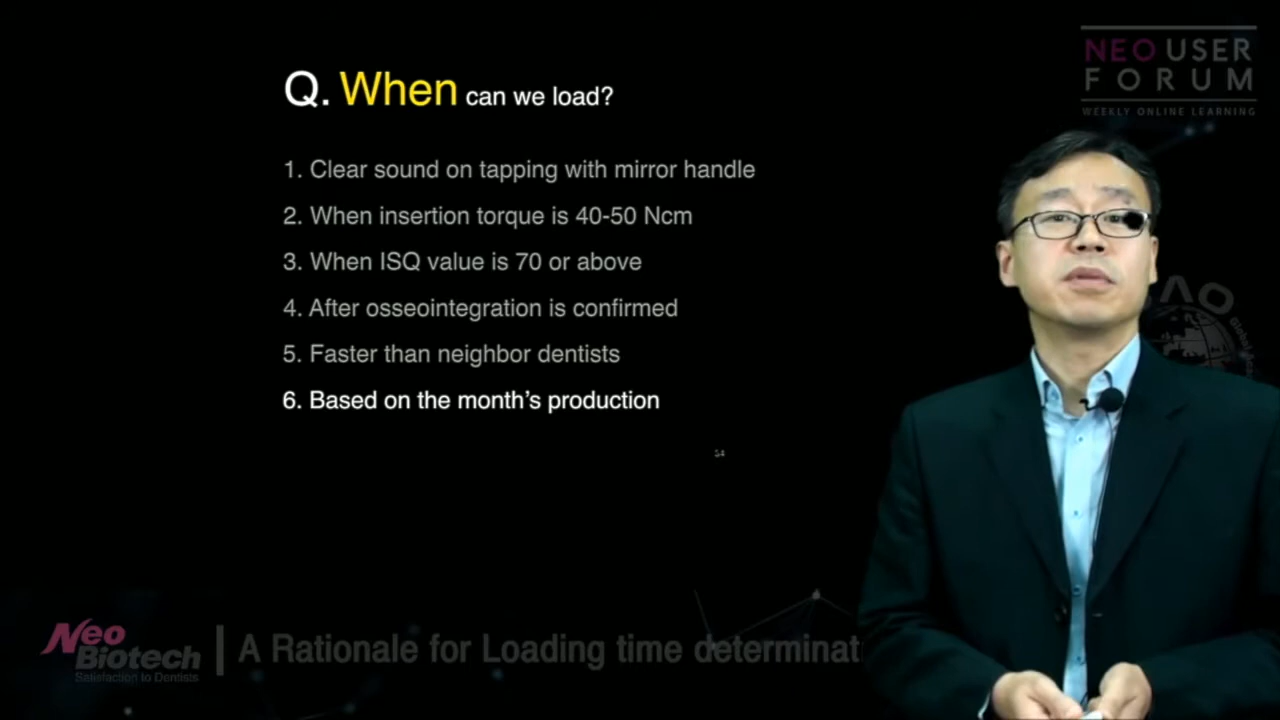 NEO USER
FORUM
WEEKLY ONLINE LEARNING
Q. When can we load?
1. Clear sound on tapping with mirror handle
2. When insertion torque is 40-50 Ncm
3. When ISQ value is 70 or above
4. After osseointegration is confirmed
5. Faster than neighbor dentists
6. Based on the month's production
54
Neo
Biotech
Satisfaction to Dentists
A Rationale for Loading time determinat